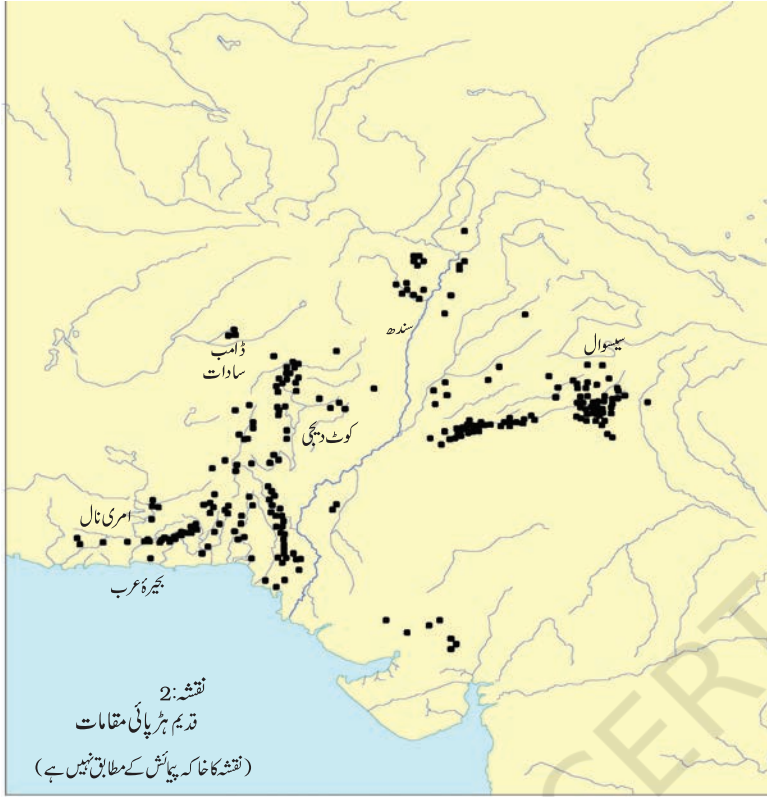 سندھ
سیسوال
ڈامب
سادات
کوٹ دیجی
امری نال
بحیرۂ عرب
نقشہ:2
قدیم ہڑپائی مقامات
(نقشہ کا خاکہ پیمائش کے مطابق نہیں ہے)
CERT